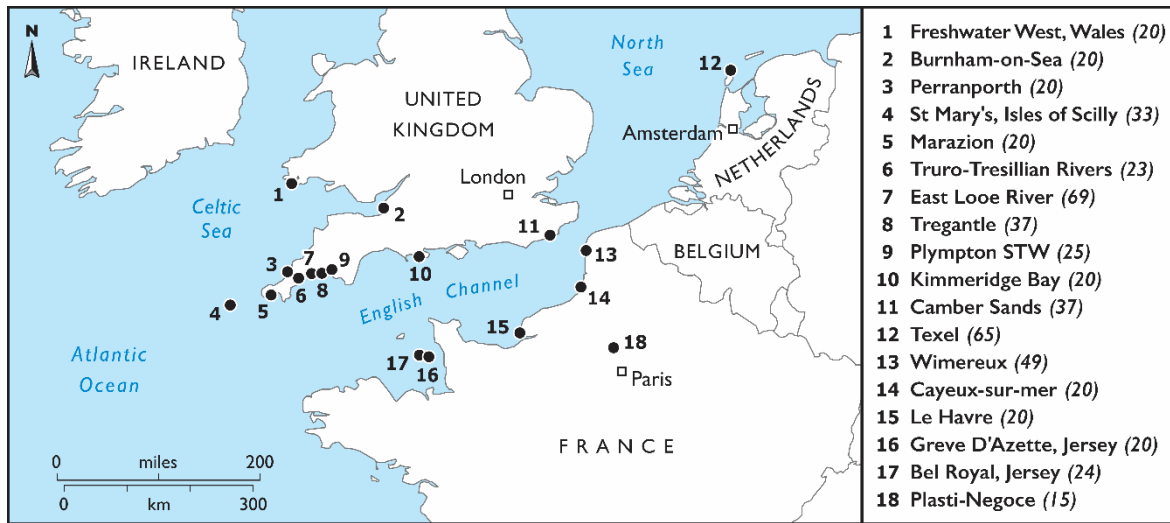 N
IRELAND
North
Sea
12
UNITED
KINGDOM
Amsterdam
NETHERLANDS
London
1
Celtic
Sea
2
11
BELGIUM
13
3
7
9
10
6
8
14
4
5
English Channel
15
18
Atlantic
Ocean
17
16
Paris
FRANCE
0 miles 200
0 km 300
1 Freshwater West, Wales (20)
2 Burnham-on-Sea (20)
3 Perranporth (20)
4 St Mary's, Isles of Scilly (33)
5 Marazion (20)
6 Truro-Tresillian Rivers (23)
7 East Looe River (69)
8 Tregantle (37)
9 Plympton STW (25)
10 Kimmeridge Bay (20)
11 Camber Sands (37)
12 Texel (65)
13 Wimereux (49)
14 Cayeux-sur-mer (20)
15 Le Havre (20)
16 Greve D'Azette, Jersey (20)
17 Bel Royal, Jersey (24)
18 Plasti-Negoce (15)